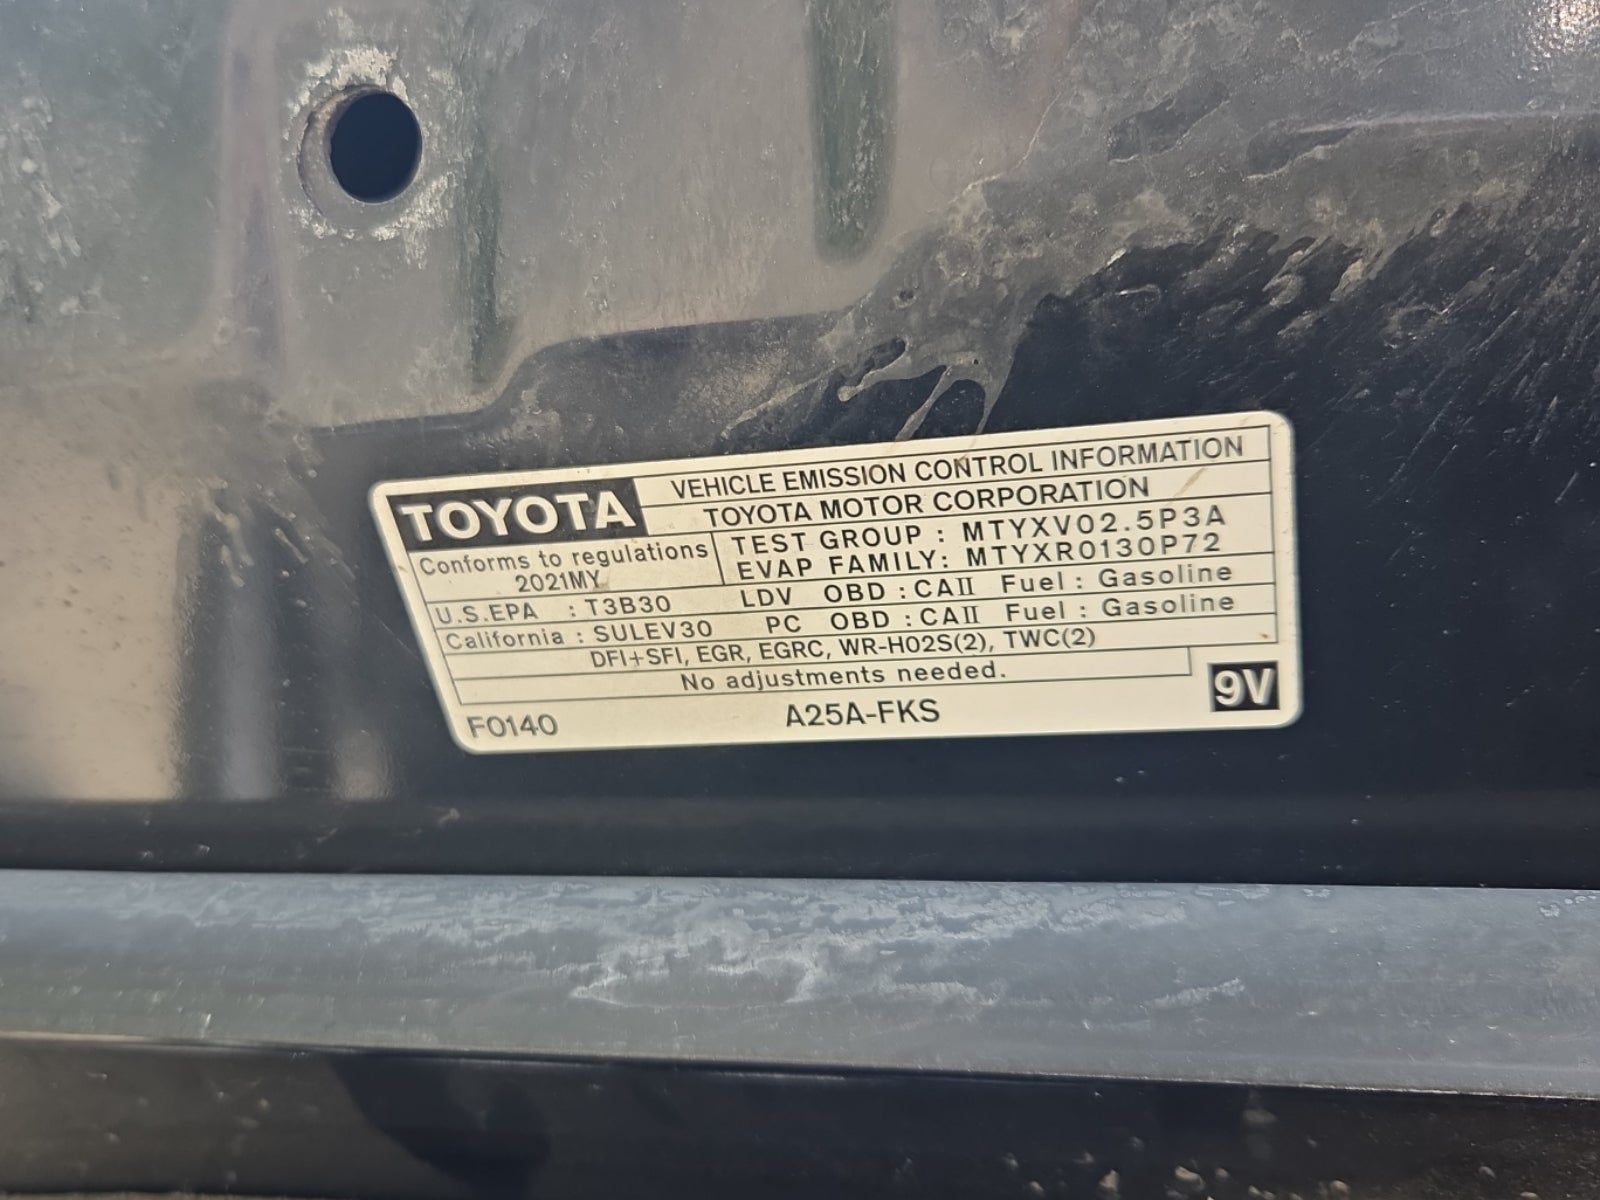 TOYOTA VEHICLE EMISSION CONTROL INFORMATION
TOYOTA MOTOR CORPORATION
Conforms to regulations
2021MY
TEST GROUP : MTYXV02.5P3A
EVAP FAMILY: MTYXR0130P72
U.S.EPA : T3B30 LDV OBD : CAⅡ Fuel : Gasoline
California : SULEV30 PC OBD : CAⅡ Fuel : Gasoline
DFI+SFI, EGR, EGRC, WR-HO2S(2), TWC(2)
No adjustments needed.
F0140 A25A-FKS 9V